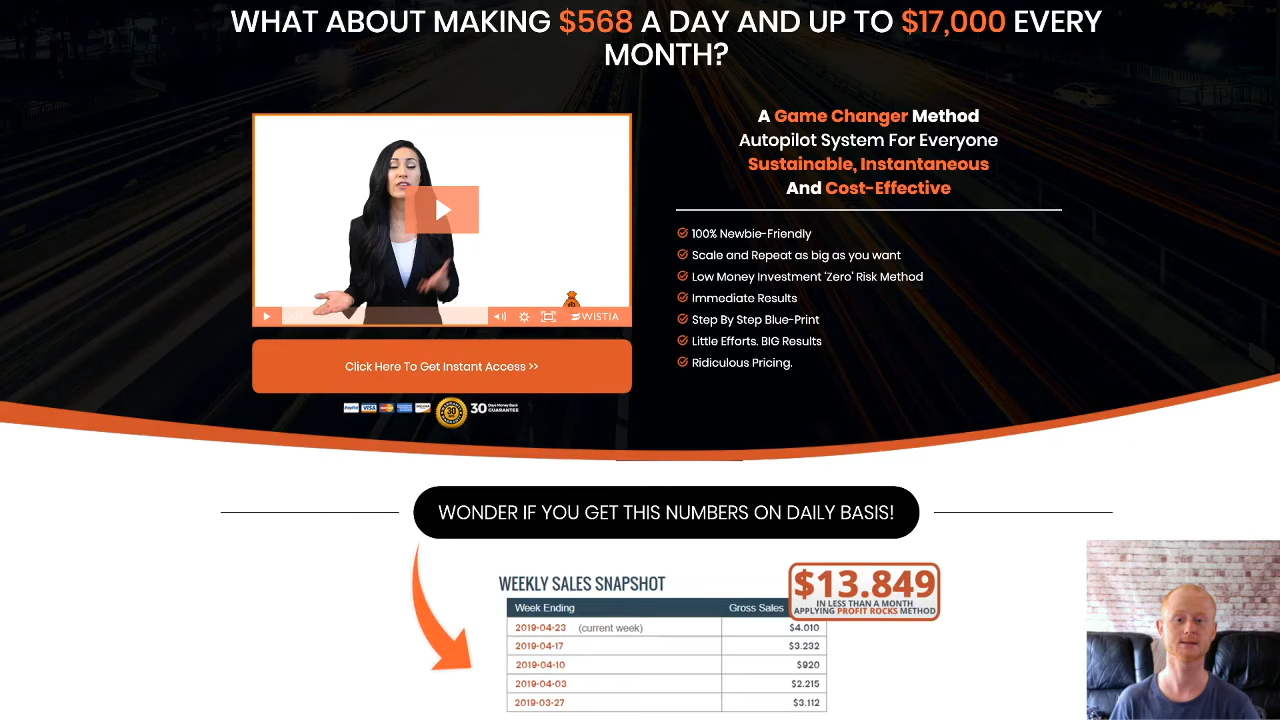 WHAT ABOUT MAKING $568 A DAY AND UP TO $17,000 EVERY
MONTH?
A Game Changer Method
Autopilot System For Everyone
Sustainable, Instantaneous
And Cost-Effective
100% Newbie-Friendly
Scale and Repeat as big as you want
Low Money Investment 'Zero' Risk Method
Immediate Results
Step By Step Blue-Print
Little Efforts. BIG Results
Ridiculous Pricing.
WISTIA
Click Here To Get Instant Access >>
PayPal VISA
30 Days Money Back
GUARANTEE
WONDER IF YOU GET THIS NUMBERS ON DAILY BASIS!
WEEKLY SALES SNAPSHOT
$13.849
IN LESS THAN A MONTH
APPLYING PROFIT ROCKS METHOD
Week Ending Gross Sales
2019-04-23 (current week) $4.010
2019-04-17 $3.232
2019-04-10 $920
2019-04-03 $2.215
2019-03-27 $3.112